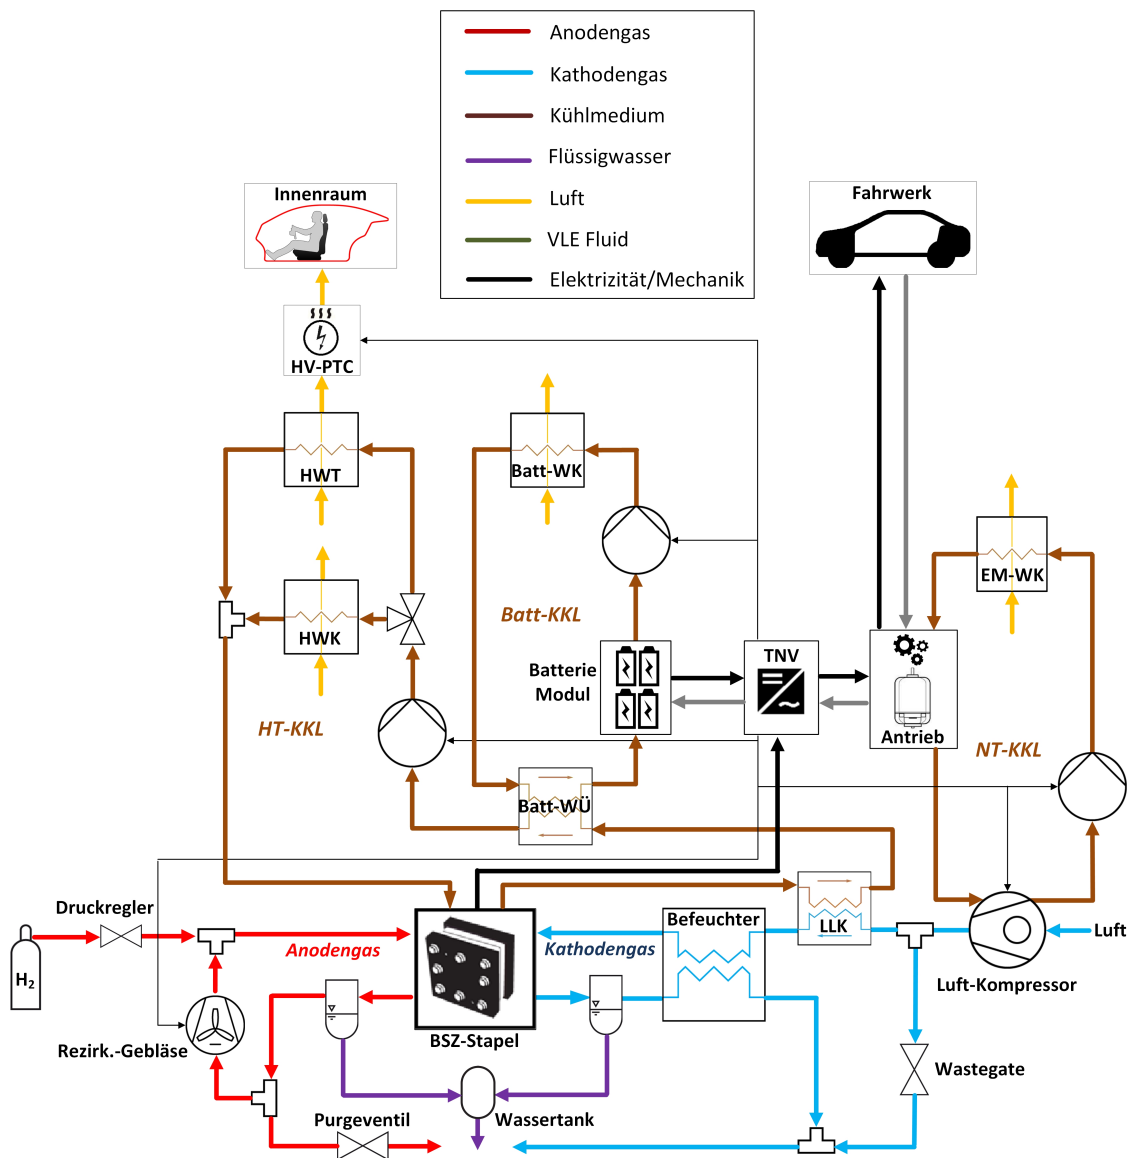 Anodengas
Kathodengas
Kühlmedium
Flüssigwasser
Luft
VLE Fluid
Elektrizität/Mechanik
Innenraum
Fahrwerk
HV-PTC
HWT
Batt-WK
EM-WK
HWK
Batt-KKL
Batterie
Modul
TNV
HT-KKL
Antrieb
NT-KKL
Batt-WÜ
Druckregler
Befeuchter
LLK
Anodengas
Kathodengas
Luft
H2
Luft-Kompressor
BSZ-Stapel
Rezirk.-Gebläse
Wastegate
Purgeventil
Wassertank